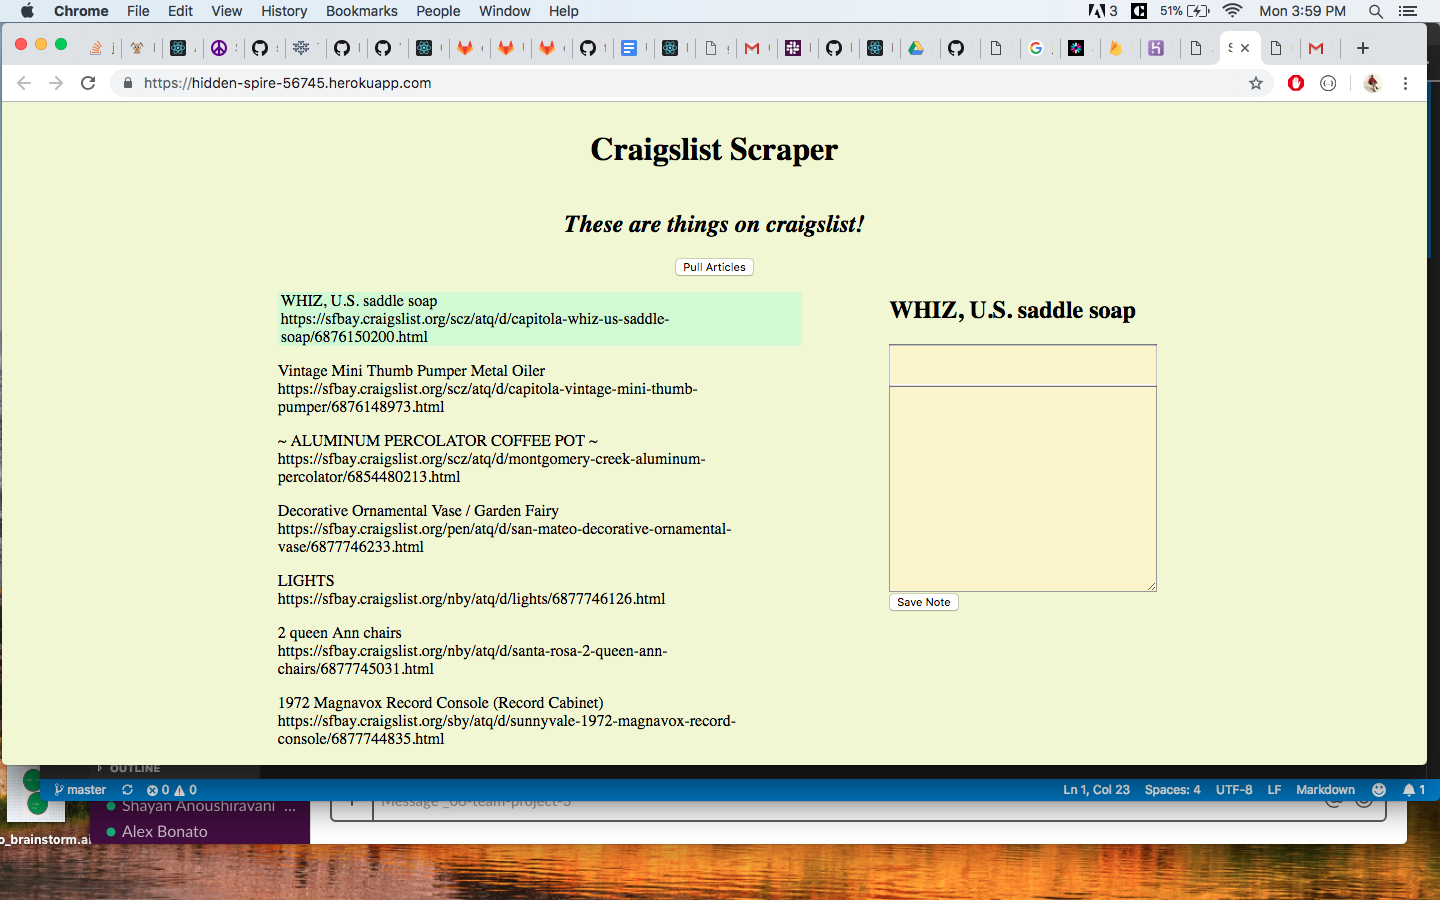 Chrome File Edit View History Bookmarks People Window Help 3 51% Mon 3:59 PM
https://hidden-spire-56745.herokuapp.com
Craigslist Scraper
These are things on craigslist!
Pull Articles
WHIZ, U.S. saddle soap
https://sfbay.craigslist.org/scz/atq/d/capitola-whiz-us-saddle-
soap/6876150200.html
Vintage Mini Thumb Pumper Metal Oiler
https://sfbay.craigslist.org/scz/atq/d/capitola-vintage-mini-thumb-
pumper/6876148973.html
~ ALUMINUM PERCOLATOR COFFEE POT ~
https://sfbay.craigslist.org/scz/atq/d/montgomery-creek-aluminum-
percolator/6854480213.html
Decorative Ornamental Vase / Garden Fairy
https://sfbay.craigslist.org/pen/atq/d/san-mateo-decorative-ornamental-
vase/6877746233.html
LIGHTS
https://sfbay.craigslist.org/nby/atq/d/lights/6877746126.html
2 queen Ann chairs
https://sfbay.craigslist.org/nby/atq/d/santa-rosa-2-queen-ann-
chairs/6877745031.html
1972 Magnavox Record Console (Record Cabinet)
https://sfbay.craigslist.org/sby/atq/d/sunnyvale-1972-magnavox-record-
console/6877744835.html
WHIZ, U.S. saddle soap
Save Note
OUTLINE
master 0 0 Ln 1, Col 23 Spaces: 4 UTF-8 LF Markdown 1
Shayan Anoushiravani ...
Message _06-team-project-3
Alex Bonato
o_brainstorm.ai